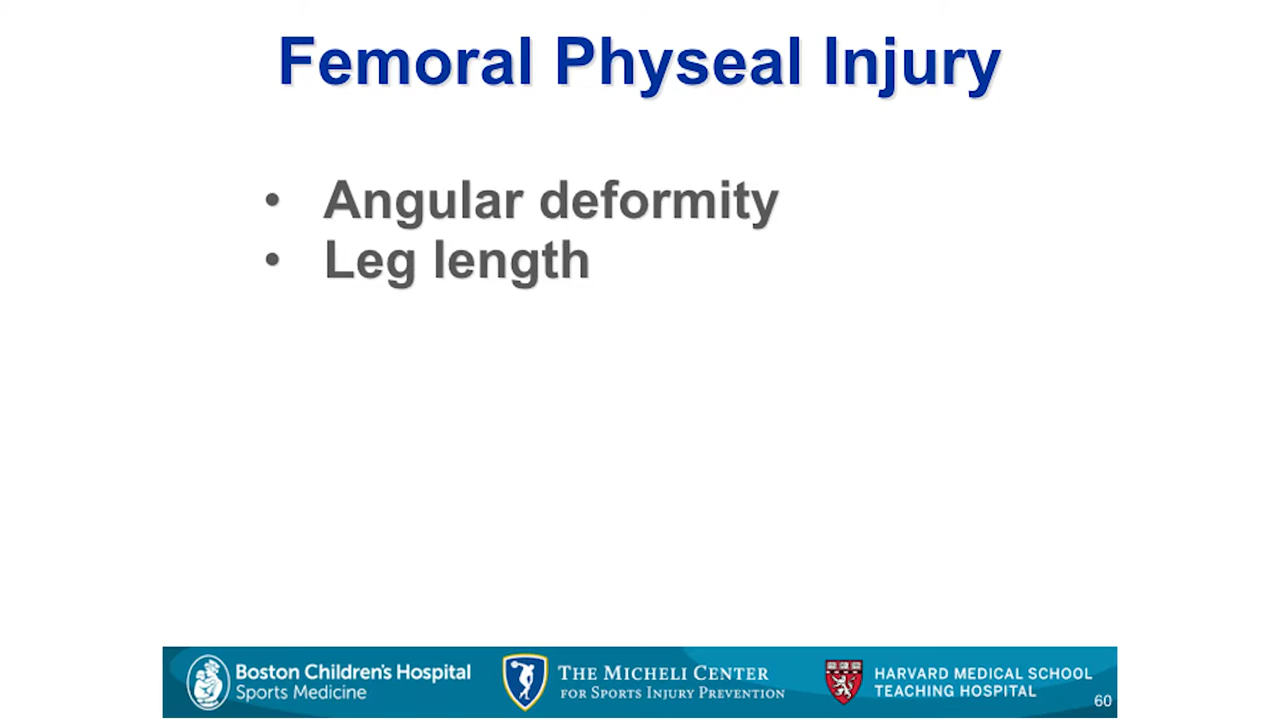 Femoral Physeal Injury
• Angular deformity
• Leg length
Boston Children's Hospital
Sports Medicine
THE MICHELI CENTER
FOR SPORTS INJURY PREVENTION
HARVARD MEDICAL SCHOOL
TEACHING HOSPITAL
60